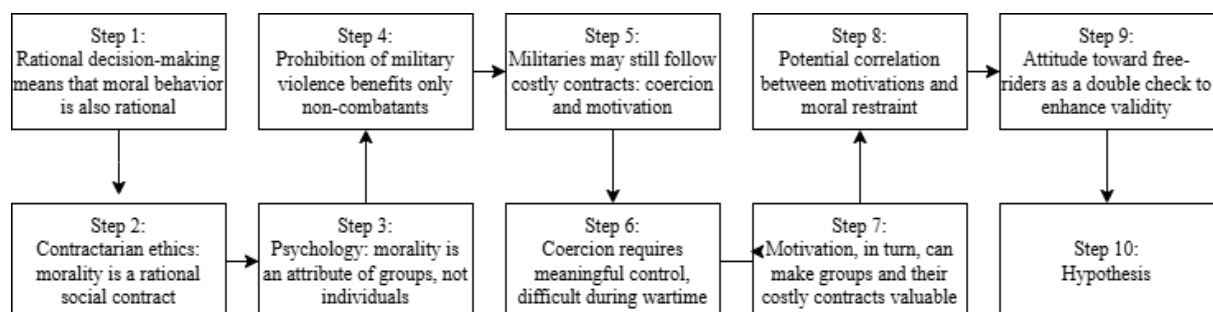 Step 1:
Rational decision-making
means that moral behavior
is also rational
Step 2:
Contractarian ethics:
morality is a rational
social contract
Step 3:
Psychology: morality is
an attribute of groups, not
individuals
Step 4:
Prohibition of military
violence benefits only
non-combatants
Step 5:
Militaries may still follow
costly contracts: coercion
and motivation
Step 6:
Coercion requires
meaningful control,
difficult during wartime
Step 7:
Motivation, in turn, can
make groups and their
costly contracts valuable
Step 8:
Potential correlation
between motivations and
moral restraint
Step 9:
Attitude toward free-
riders as a double check to
enhance validity
Step 10:
Hypothesis